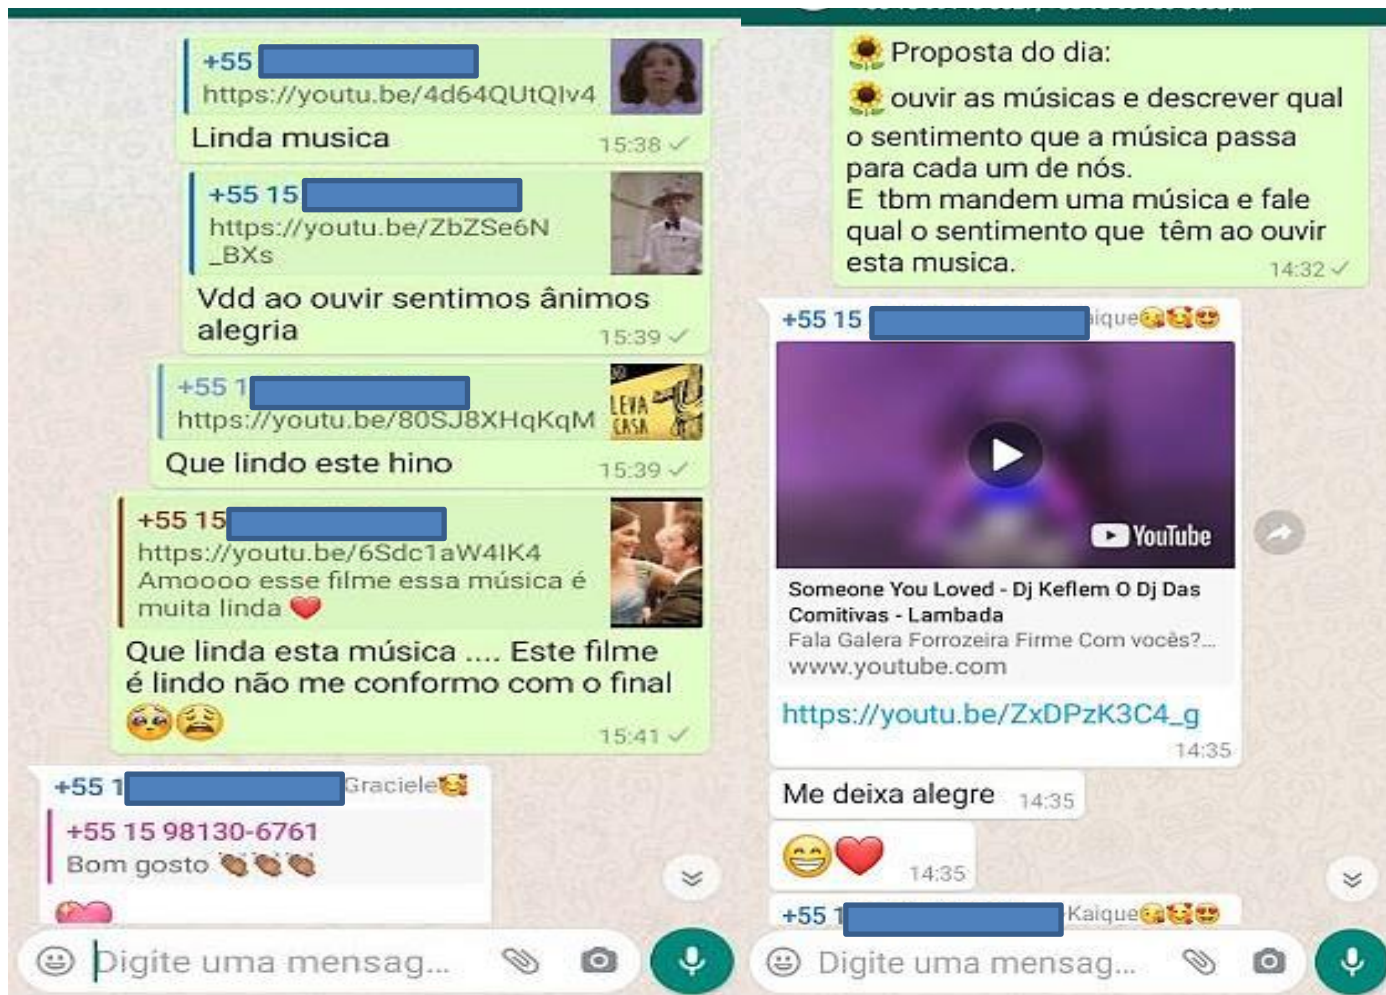 +55
https://youtu.be/4d64QUtQIv4
Linda musica
15:38
+55 15
https://youtu.be/ZbZSe6N
_BXs
Vdd ao ouvir sentimos ânimos
alegria
15:39
+55 1
https://youtu.be/80SJ8XHqKqM
LEVA
CASA
Que lindo este hino
15:39
+55 15
https://youtu.be/6Sdc1aW4IK4
Amoooo esse filme essa música é
muita linda ❤️
Que linda esta música .... Este filme
é lindo não me conformo com o final
🥺😩
15:41
+55 1 Graciele🥰
+55 15 98130-6761
Bom gosto 👏🏽👏🏽👏🏽
💖
Digite uma mensag...
🌻 Proposta do dia:
🌻 ouvir as músicas e descrever qual
o sentimento que a música passa
para cada um de nós.
E tbm mandem uma música e fale
qual o sentimento que têm ao ouvir
esta musica.
14:32
+55 15 ique😘🥰😍
YouTube
Someone You Loved - Dj Keflem O Dj Das
Comitivas - Lambada
Fala Galera Forrozeira Firme Com vocês?...
www.youtube.com
https://youtu.be/ZxDPzK3C4_g
14:35
Me deixa alegre 14:35
😁❤️ 14:35
+55 1 Kaique😘🥰😍
Digite uma mensag...